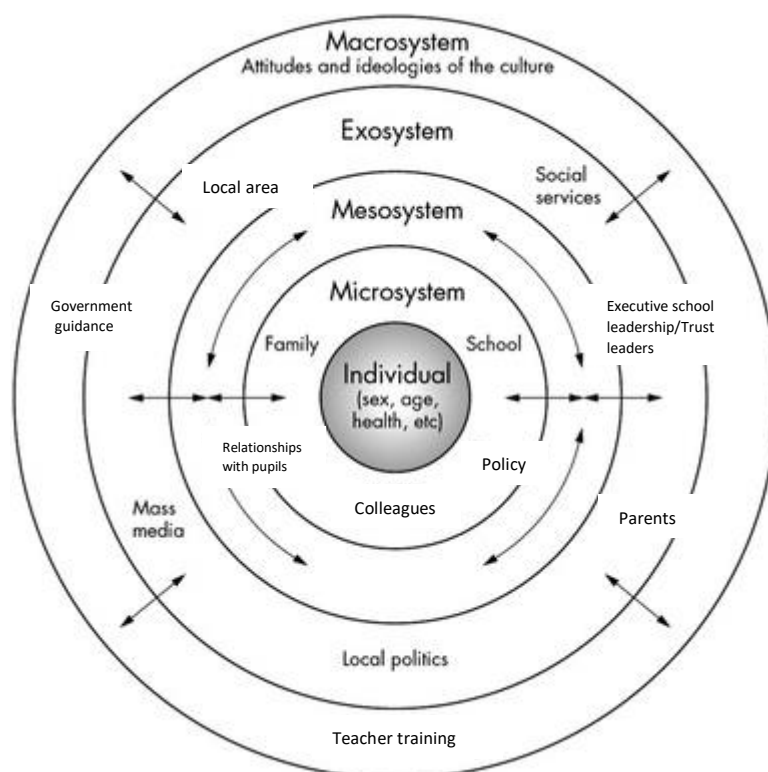 Macrosystem
Attitudes and ideologies of the culture
Exosystem
Local area
Social
services
Mesosystem
Microsystem
Government
guidance
Executive school
leadership/Trust
leaders
Family
School
Individual
(sex, age,
health, etc)
Relationships
with pupils
Policy
Colleagues
Mass
media
Parents
Local politics
Teacher training